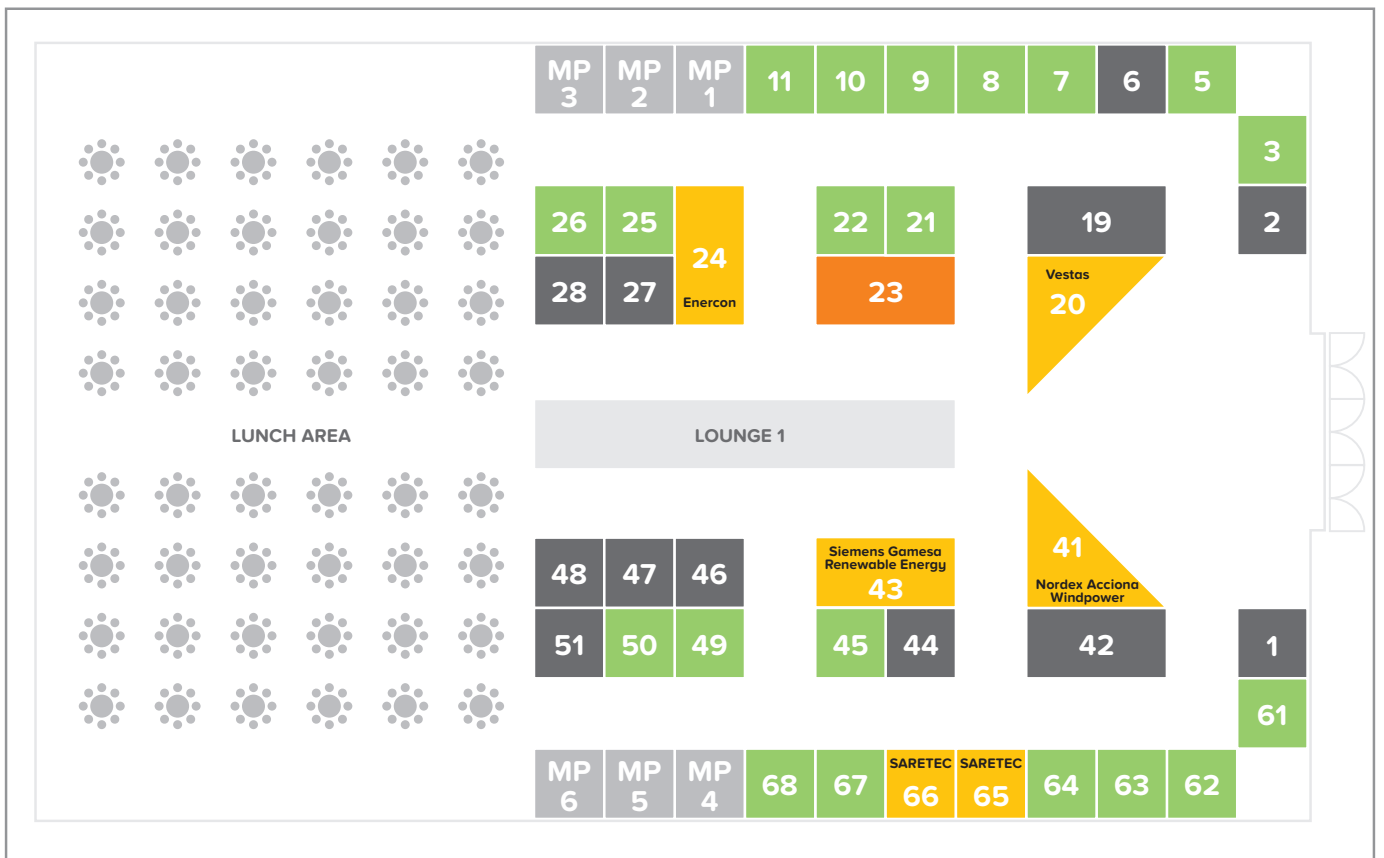 MP
3
MP
2
MP
1
11
10
9
8
7
6
5
3
2
26
25
24
Enercon
28
27
22
21
23
19
Vestas
20
LUNCH AREA
LOUNGE 1
48
47
46
51
50
49
Siemens Gamesa
Renewable Energy
43
45
44
41
Nordex Acciona
Windpower
42
1
61
MP
6
MP
5
MP
4
68
67
SARETEC
66
SARETEC
65
64
63
62